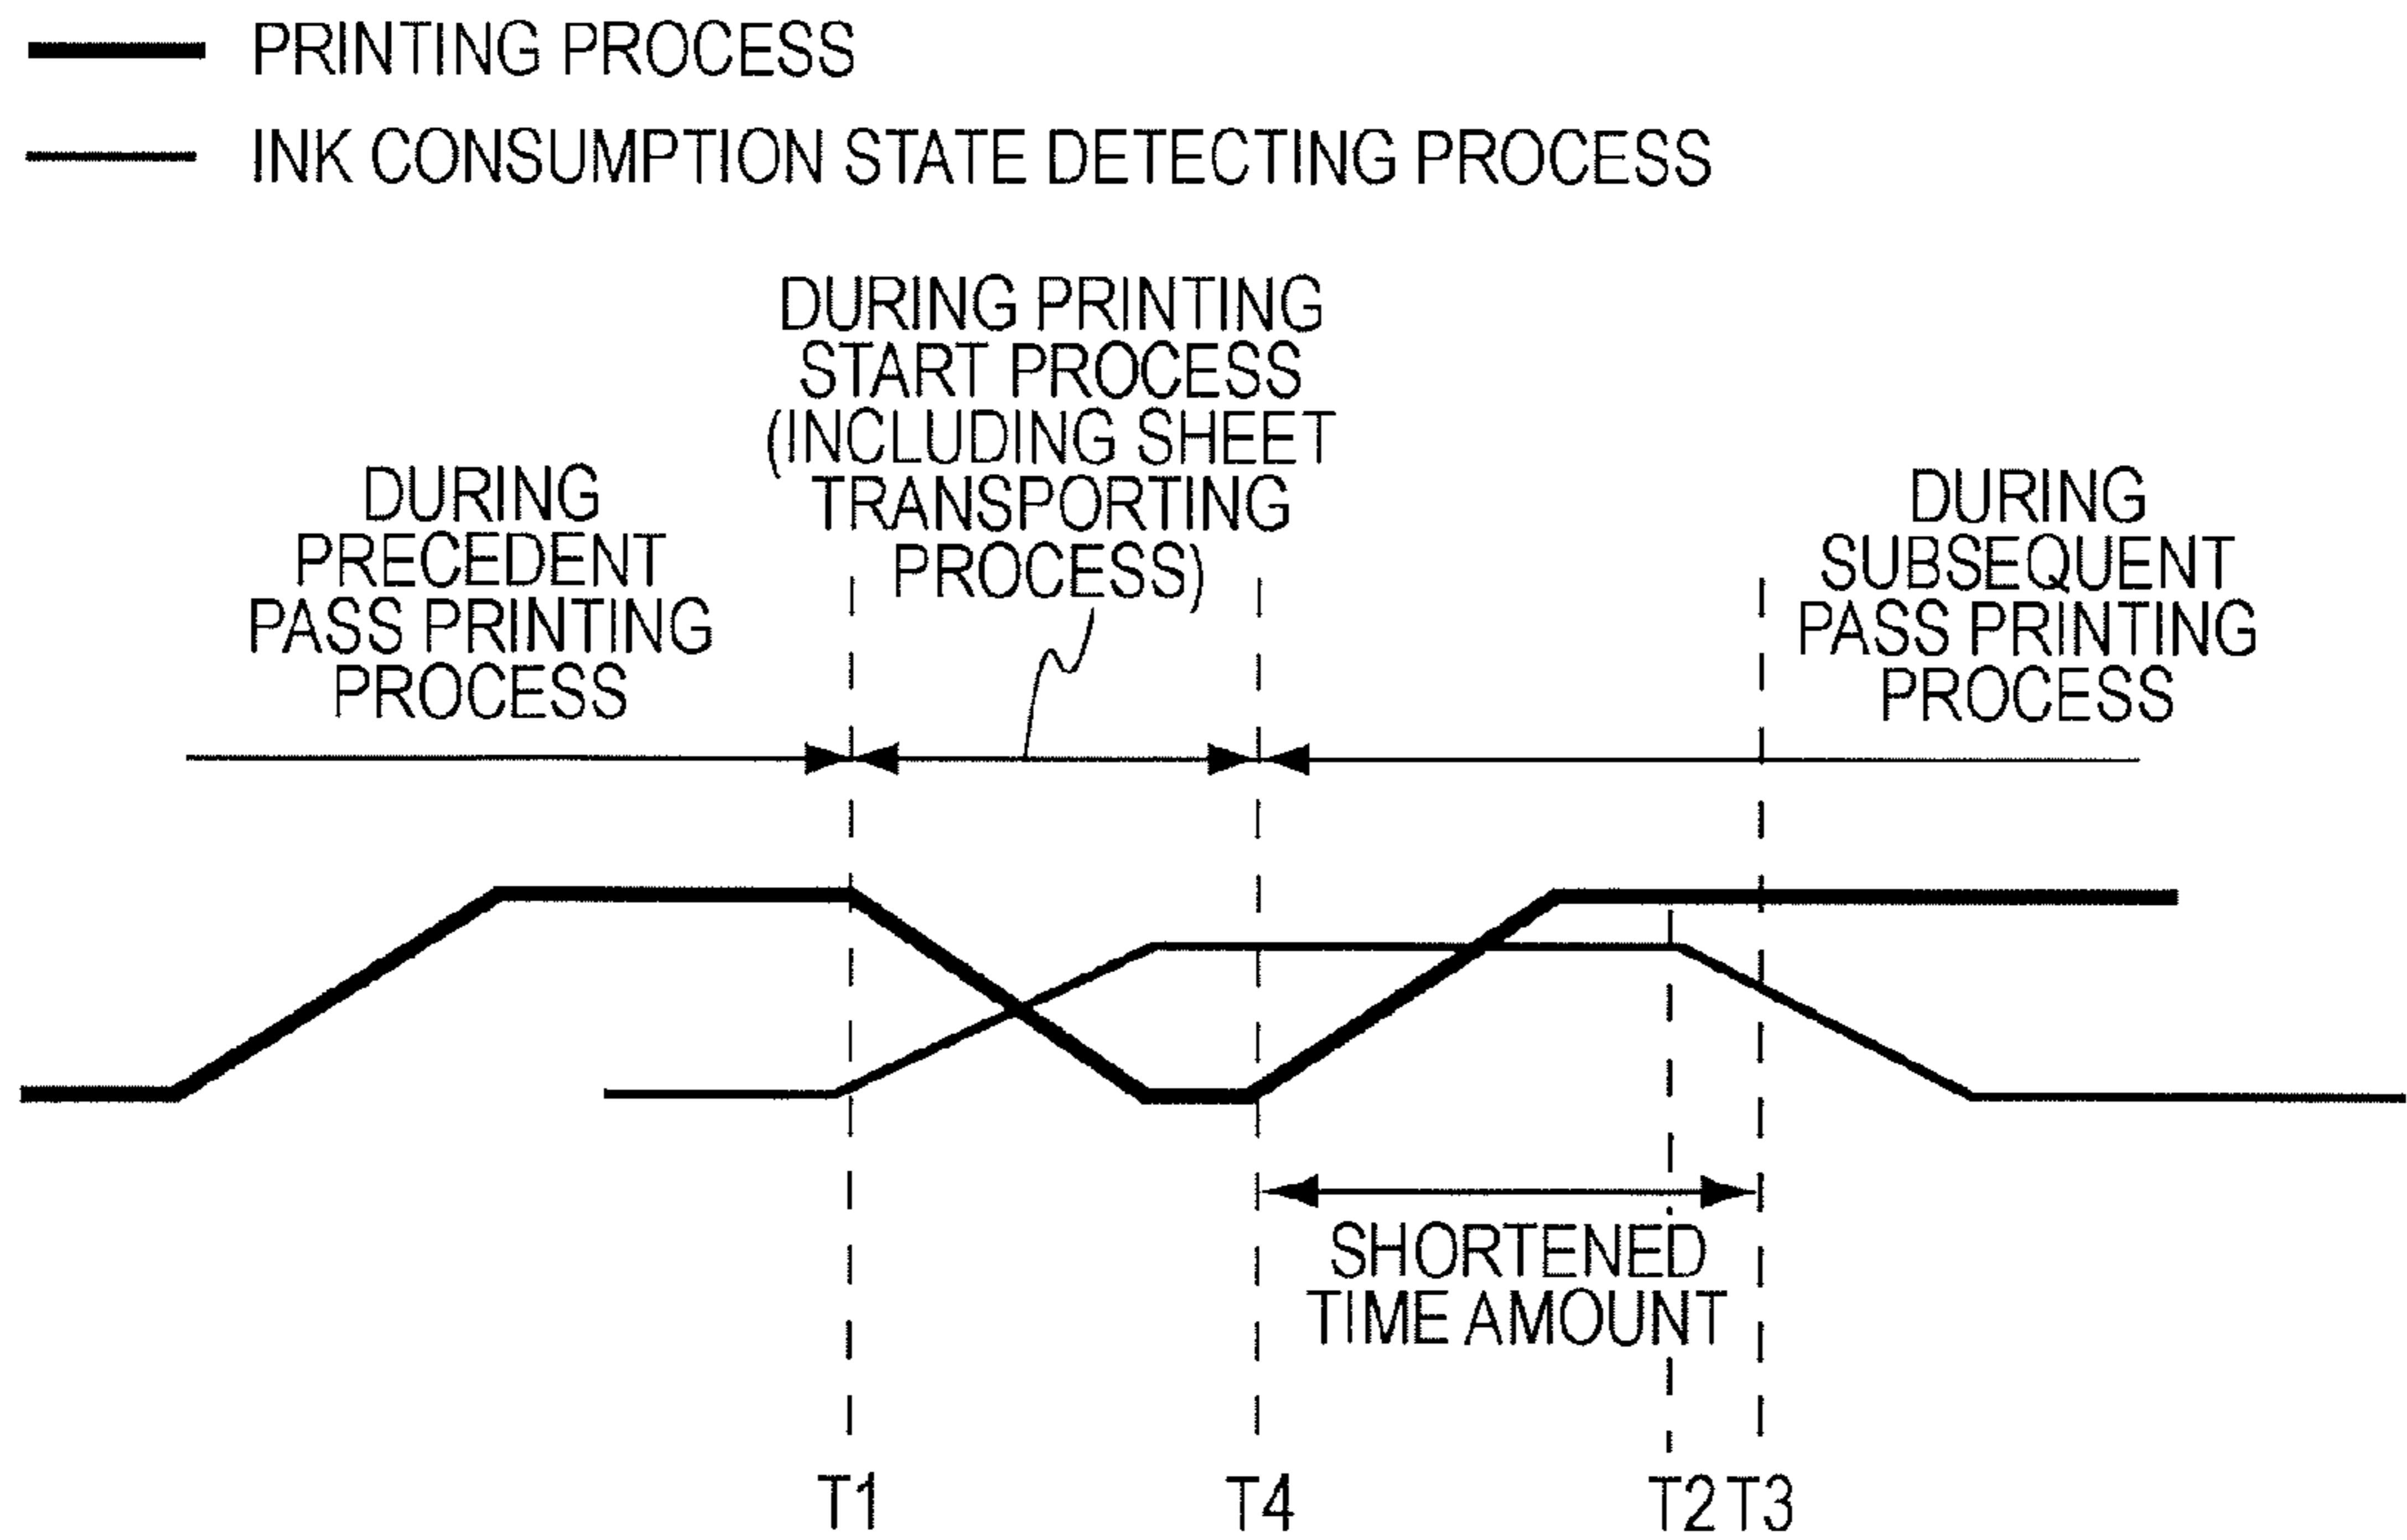 PRINTING PROCESS
INK CONSUMPTION STATE DETECTING PROCESS
DURING PRINTING
START PROCESS
(INCLUDING SHEET
TRANSPORTING
PROCESS)
DURING
PRECEDENT
PASS PRINTING
PROCESS
DURING
SUBSEQUENT
PASS PRINTING
PROCESS
SHORTENED
TIME AMOUNT
T1
T4
T2
T3